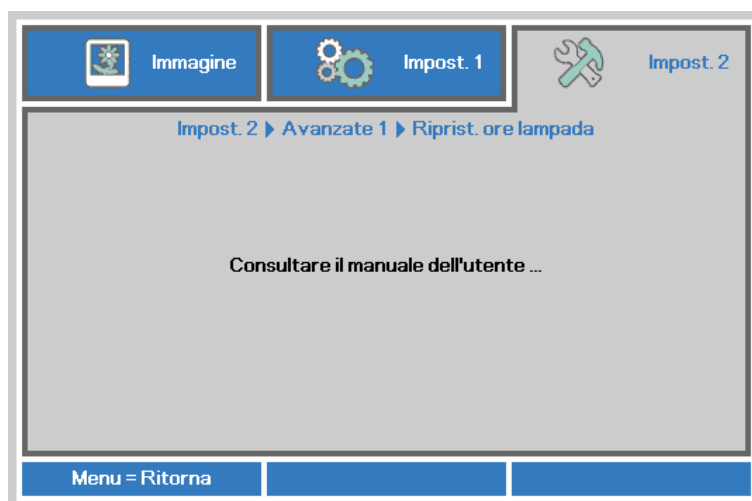 Immagine
Impost. 1
Impost. 2
Impost. 2 ▶ Avanzate 1 ▶ Riprist. ore lampada
Consultare il manuale dell'utente ...
Menu = Ritorna